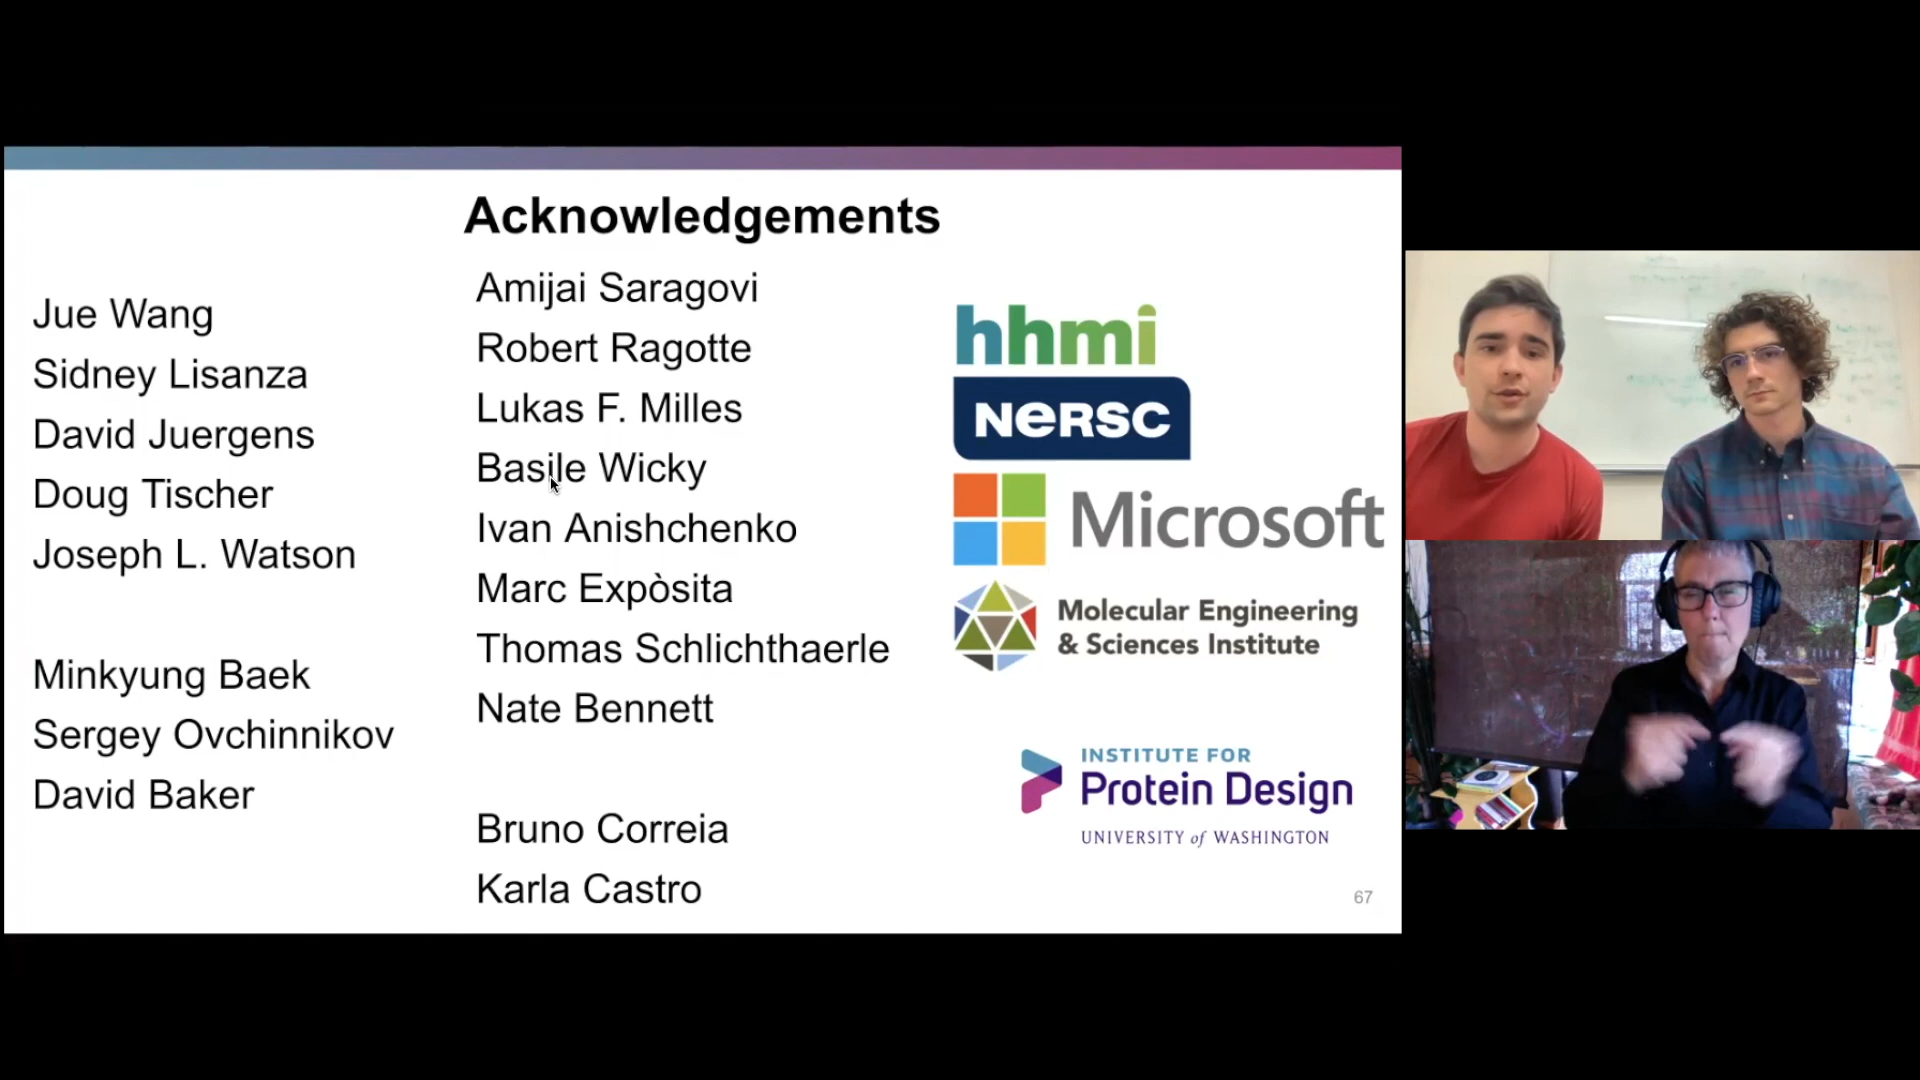 Acknowledgements
Jue Wang
Sidney Lisanza
David Juergens
Doug Tischer
Joseph L. Watson
Minkyung Baek
Sergey Ovchinnikov
David Baker
Amijai Saragovi
Robert Ragotte
Lukas F. Milles
Basile Wicky
Ivan Anishchenko
Marc Expòsita
Thomas Schlichthaerle
Nate Bennett
Bruno Correia
Karla Castro
hhmi
NERSC
Microsoft
Molecular Engineering
& Sciences Institute
INSTITUTE FOR
Protein Design
UNIVERSITY of WASHINGTON
67